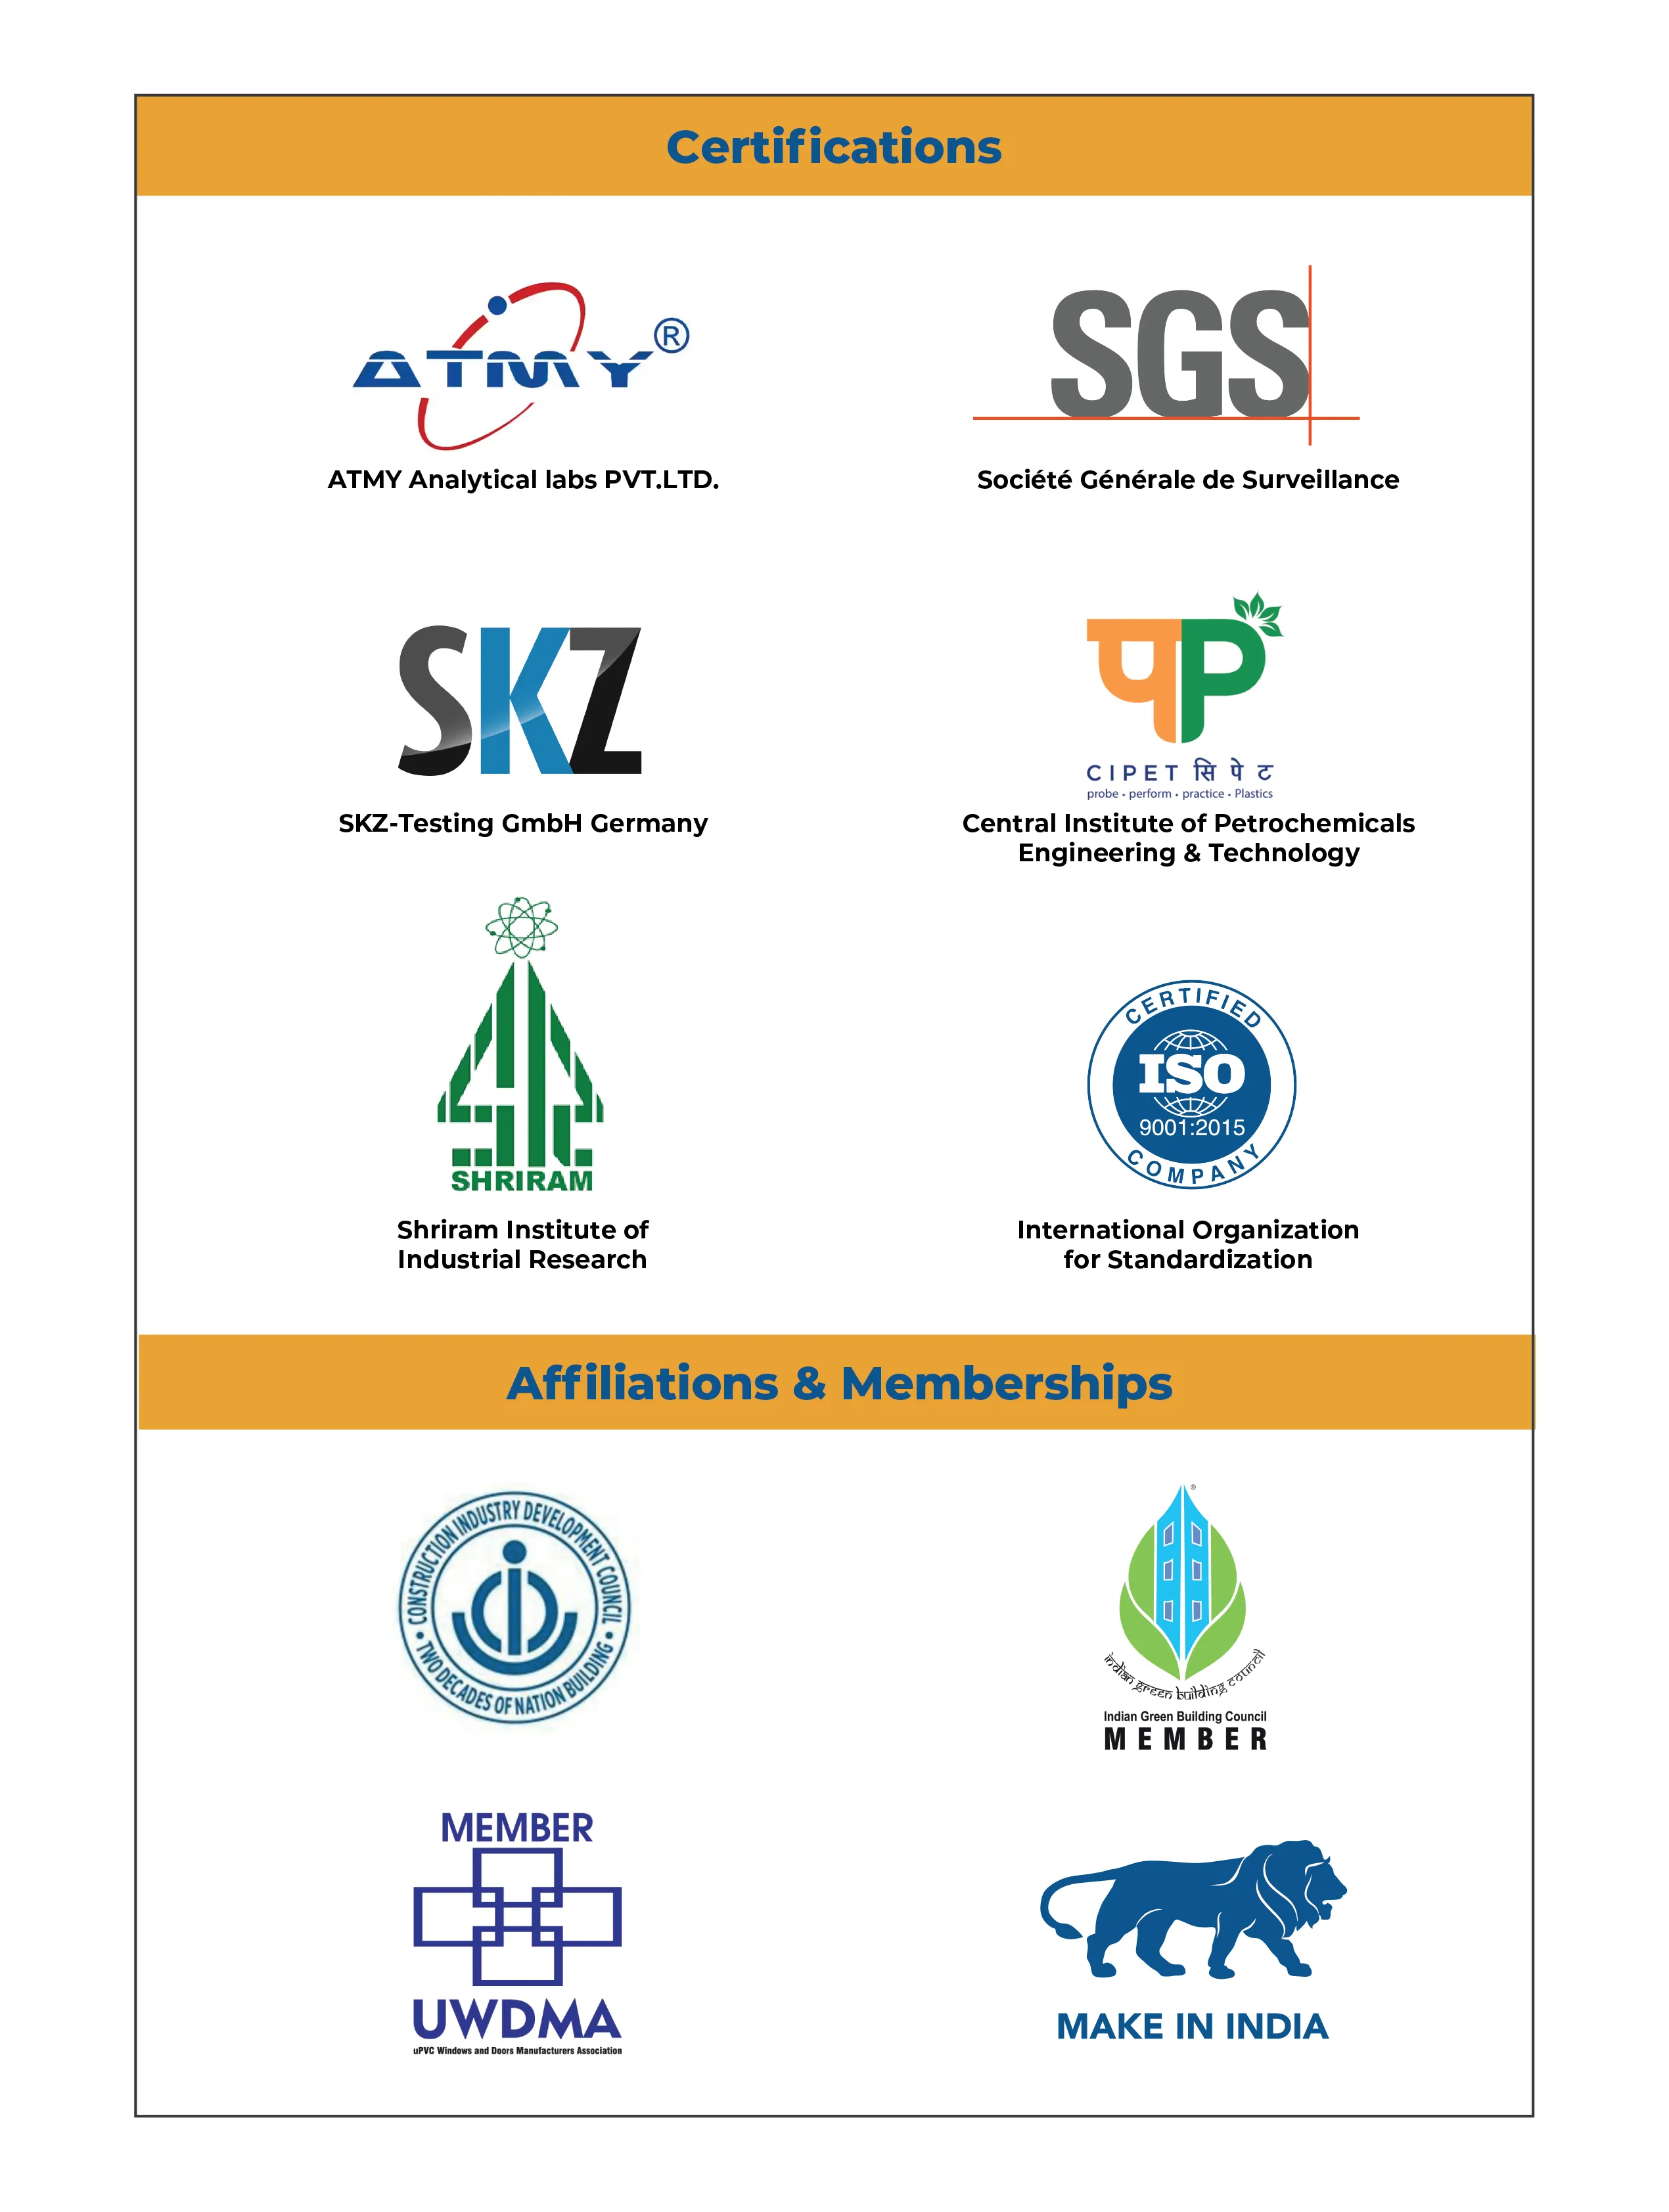 Certifications
ATMY®
SGS
ATMY Analytical labs PVT.LTD.
Société Générale de Surveillance
SKZ
पP
CIPET सि पे ट
probe • perform • practice • Plastics
SKZ-Testing GmbH Germany
Central Institute of Petrochemicals
Engineering & Technology
SHRIRAM
CERTIFIED
ISO
9001:2015
COMPANY
Shriram Institute of
Industrial Research
International Organization
for Standardization
Affiliations & Memberships
CONSTRUCTION INDUSTRY DEVELOPMENT COUNCIL
• TWO DECADES OF NATION BUILDING •
®
indian green building council
Indian Green Building Council
MEMBER
MEMBER
UWDMA
uPVC Windows and Doors Manufacturers Association
MAKE IN INDIA